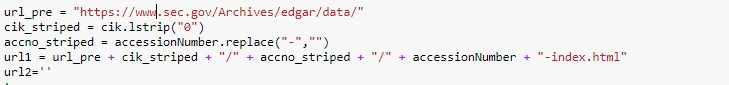 url_pre = "https://www.sec.gov/Archives/edgar/data/"
cik_striped = cik.lstrip("0")
accno_striped = accessionNumber.replace("-","")
url1 = url_pre + cik_striped + "/" + accno_striped + "/" + accessionNumber + "-index.html"
url2=''